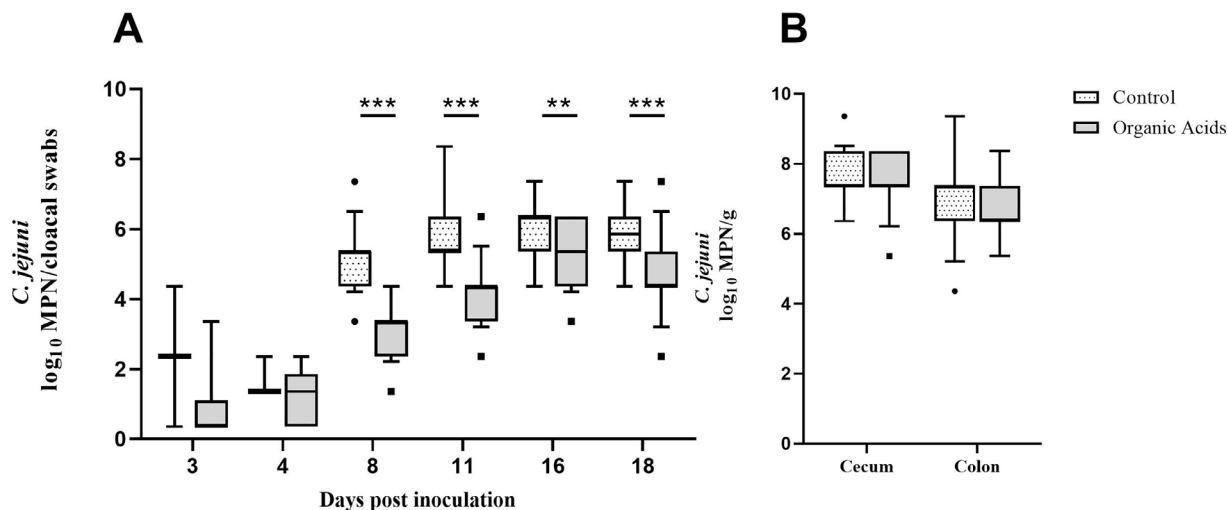 A
C. jejuni
log10 MPN/cloacal swabs
10
8
6
4
2
0
*** *** ** ***
3 4 8 11 16 18
Days post inoculation
B
C. jejuni
log10 MPN/g
10
8
6
4
2
0
Cecum Colon
Control
Organic Acids